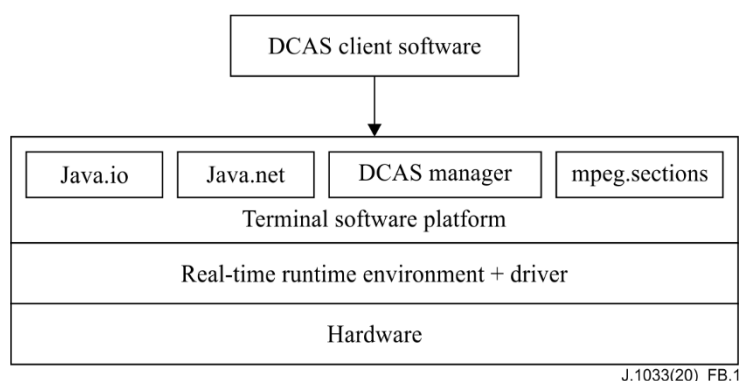 DCAS client software
Java.io
Java.net
DCAS manager
mpeg.sections
Terminal software platform
Real-time runtime environment + driver
Hardware
J.1033(20)_FB.1